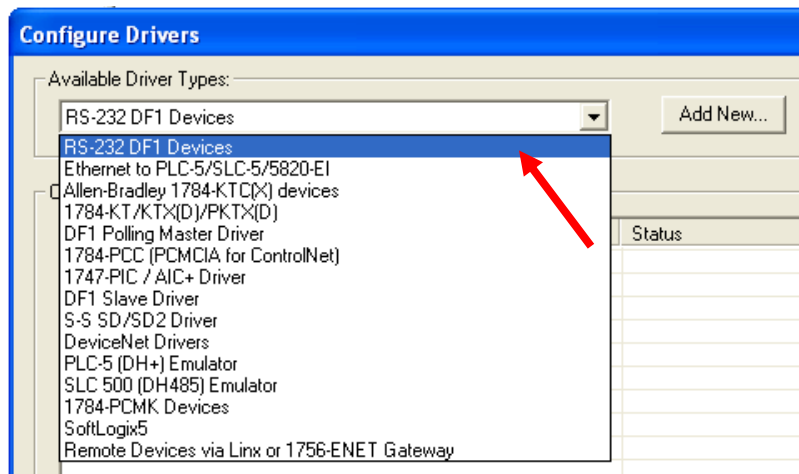 Configure Drivers
Available Driver Types:
RS-232 DF1 Devices
Add New...
RS-232 DF1 Devices
Ethernet to PLC-5/SLC-5/5820-EI
Allen-Bradley 1784-KTC(X) devices
1784-KT/KTX(D)/PKTX(D)
DF1 Polling Master Driver
Status
1784-PCC (PCMCIA for ControlNet)
1747-PIC / AIC+ Driver
DF1 Slave Driver
S-S SD/SD2 Driver
DeviceNet Drivers
PLC-5 (DH+) Emulator
SLC 500 (DH485) Emulator
1784-PCMK Devices
SoftLogix5
Remote Devices via Linx or 1756-ENET Gateway